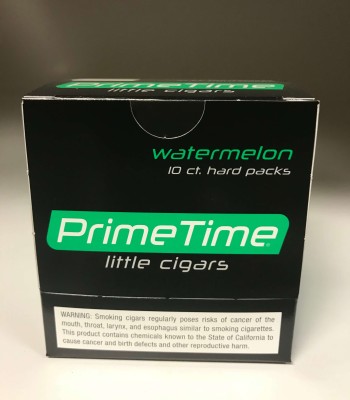 PrimeTime
little cigars
watermelon
10 ct. hard packs
PrimeTime®
little cigars
WARNING: Smoking cigars regularly poses risks of cancer of the
mouth, throat, larynx, and esophagus similar to smoking cigarettes.
This product contains chemicals known to the State of California to
cause cancer and birth defects and other reproductive harm.